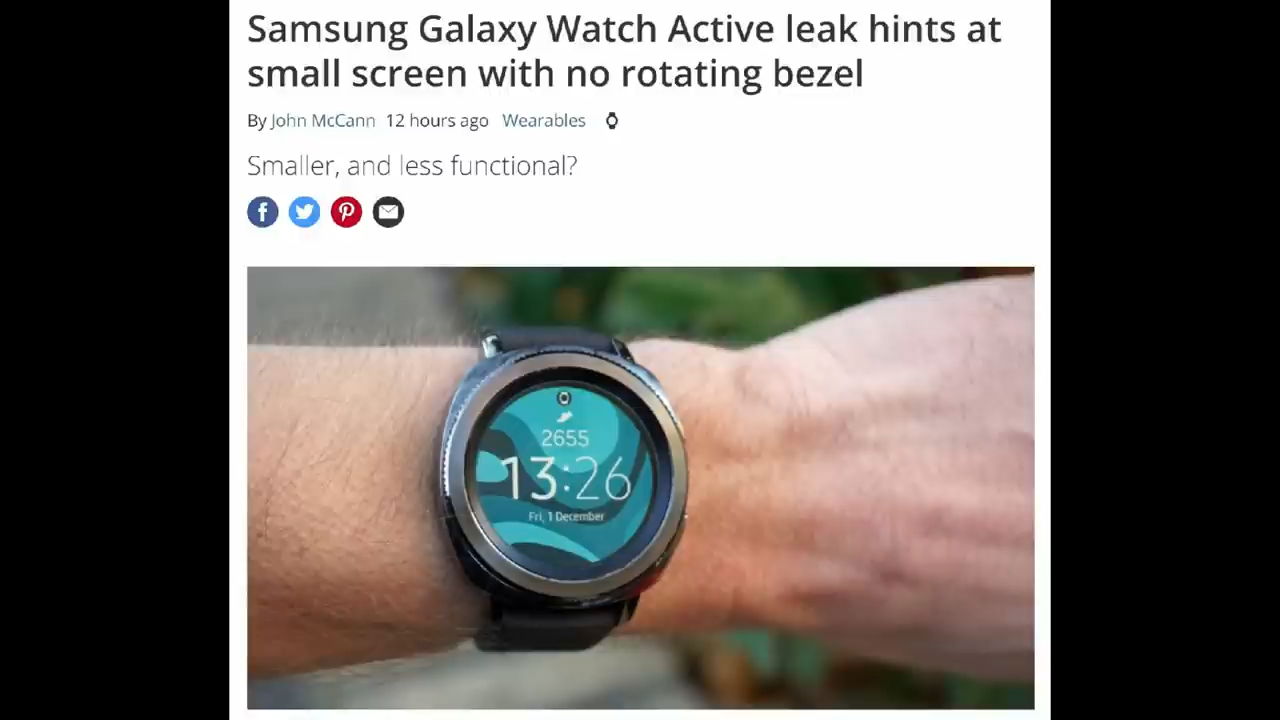 Samsung Galaxy Watch Active leak hints at
small screen with no rotating bezel
By John McCann 12 hours ago Wearables
Smaller, and less functional?
2655
13:26
Fri, 1 December